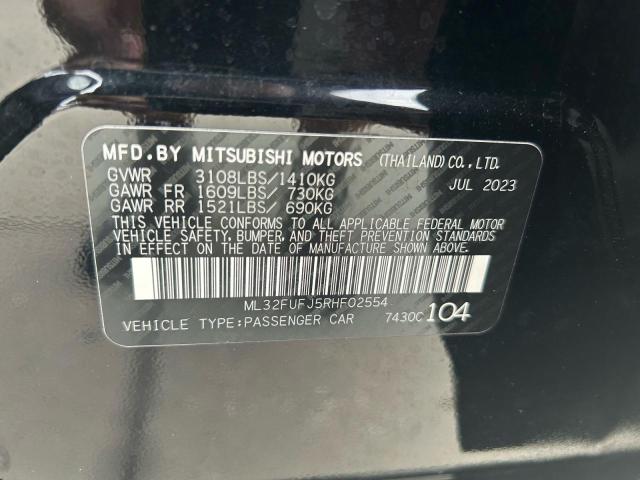 MFD.BY MITSUBISHI MOTORS (THAILAND) CO.,LTD.
GVWR 3108LBS/1410KG JUL 2023
GAWR FR 1609LBS/ 730KG
GAWR RR 1521LBS/ 690KG
THIS VEHICLE CONFORMS TO ALL APPLICABLE FEDERAL MOTOR
VEHICLE SAFETY, BUMPER, AND THEFT PREVENTION STANDARDS
IN EFFECT ON THE DATE OF MANUFACTURE SHOWN ABOVE.
ML32FUFJ5RHF02554
VEHICLE TYPE:PASSENGER CAR 7430C 104